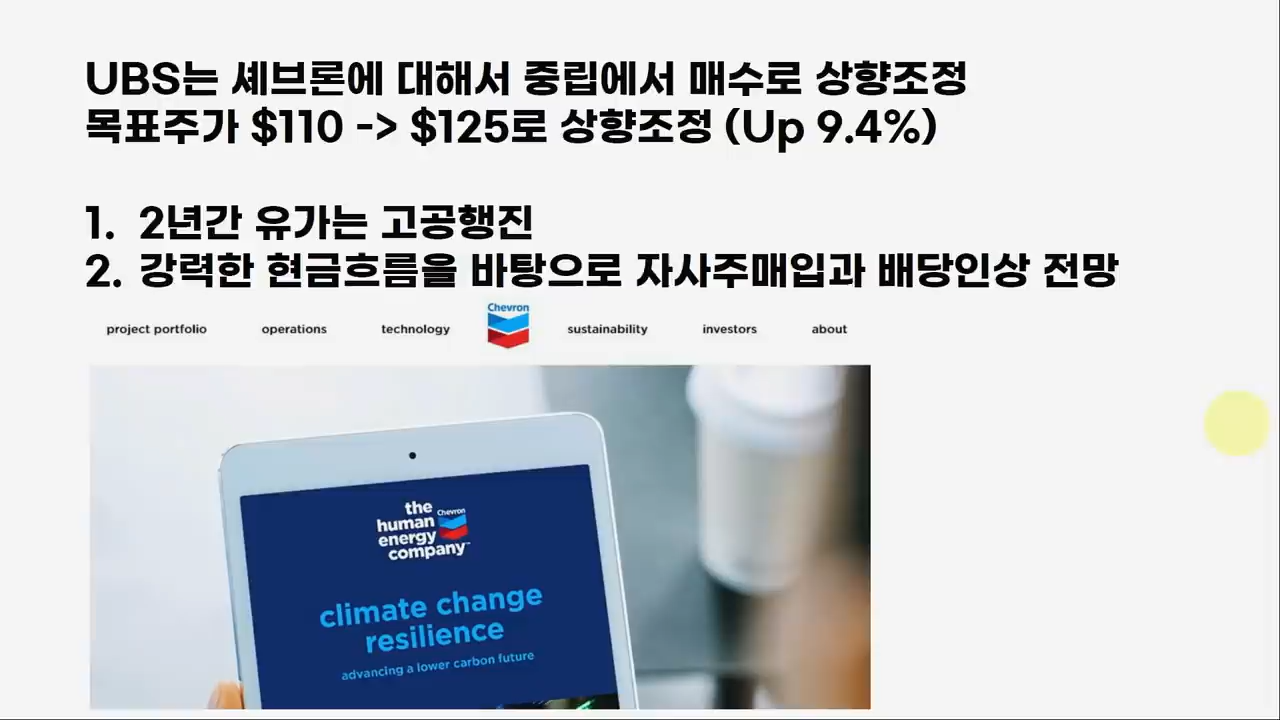 UBS는 셰브론에 대해서 중립에서 매수로 상향조정
목표주가 $110 -> $125로 상향조정 (Up 9.4%)
1. 2년간 유가는 고공행진
2. 강력한 현금흐름을 바탕으로 자사주매입과 배당인상 전망
project portfolio operations technology Chevron sustainability investors about
the
human Chevron
energy
company™
climate change
resilience
advancing a lower carbon future